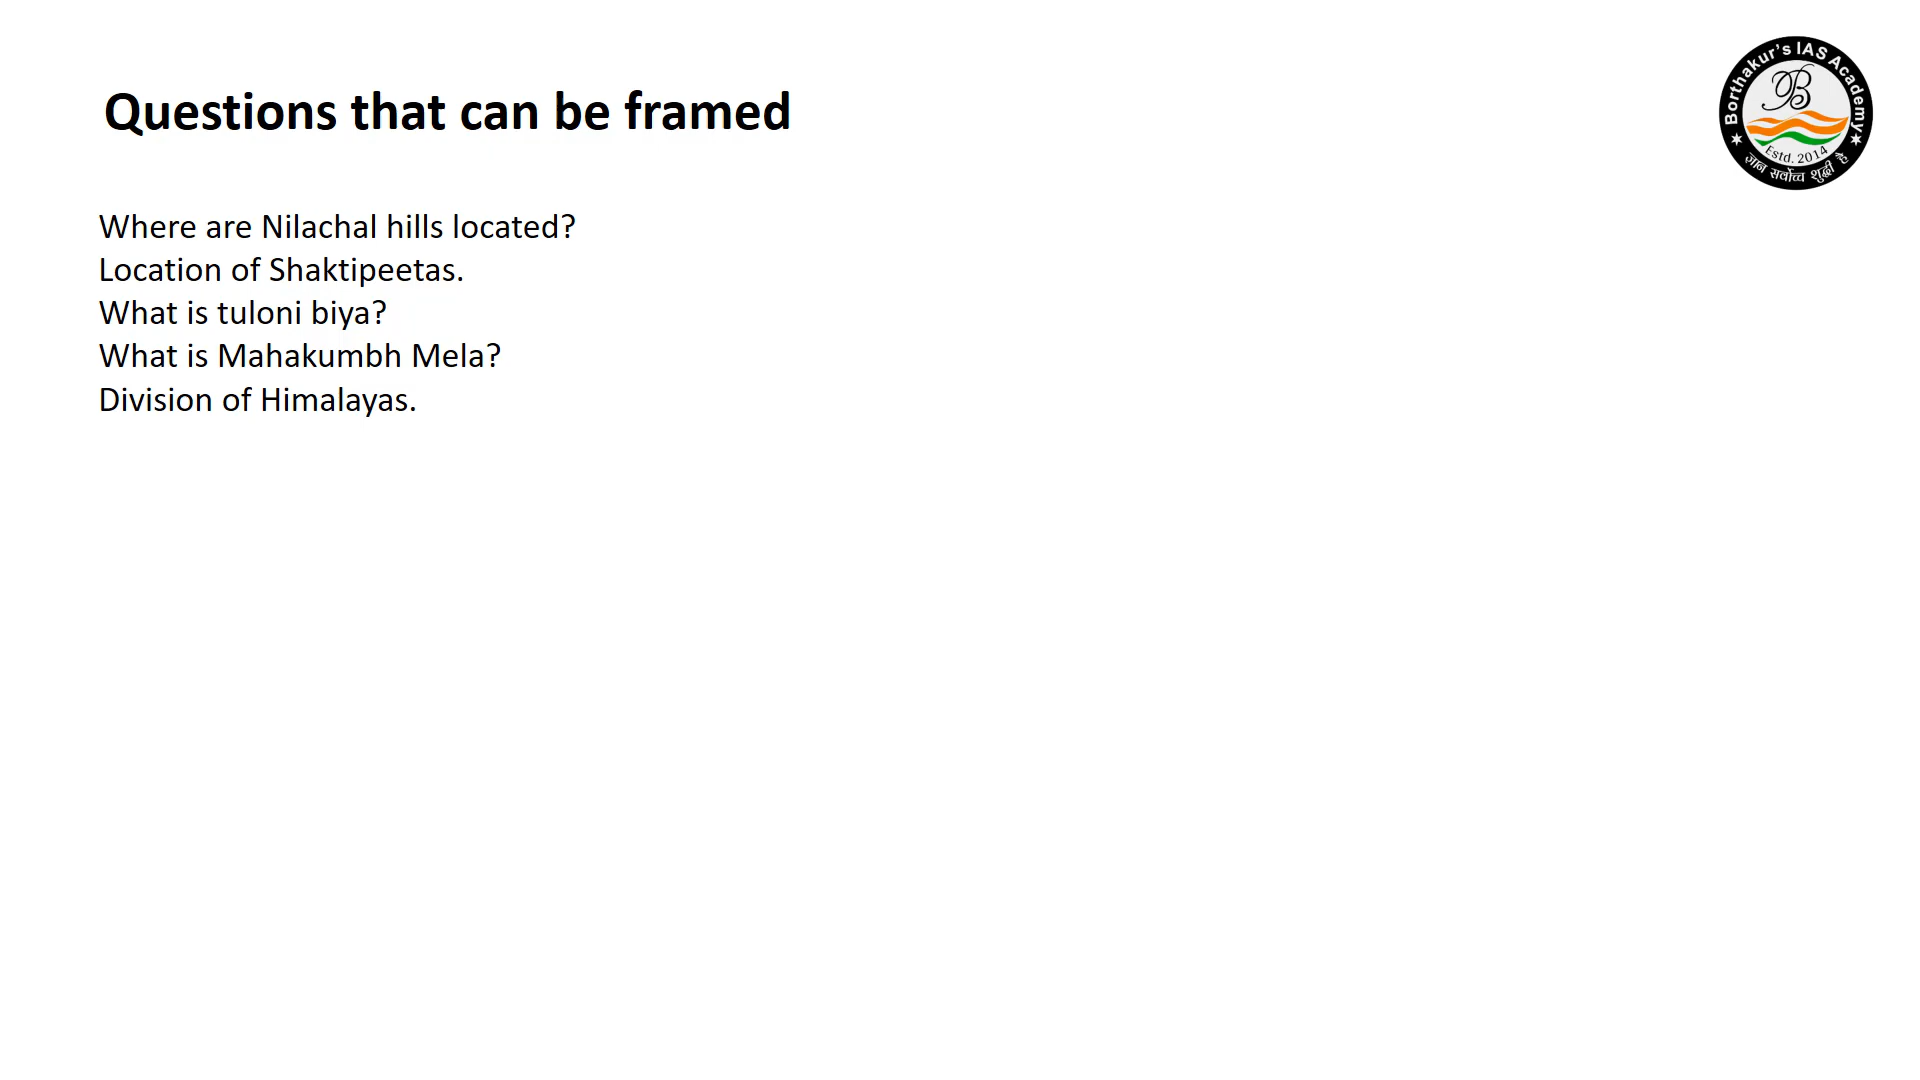 Questions that can be framed
Borthakur's IAS Academy
B
Estd. 2014
ज्ञान सर्वोच्च शुद्धी है
Where are Nilachal hills located?
Location of Shaktipeetas.
What is tuloni biya?
What is Mahakumbh Mela?
Division of Himalayas.